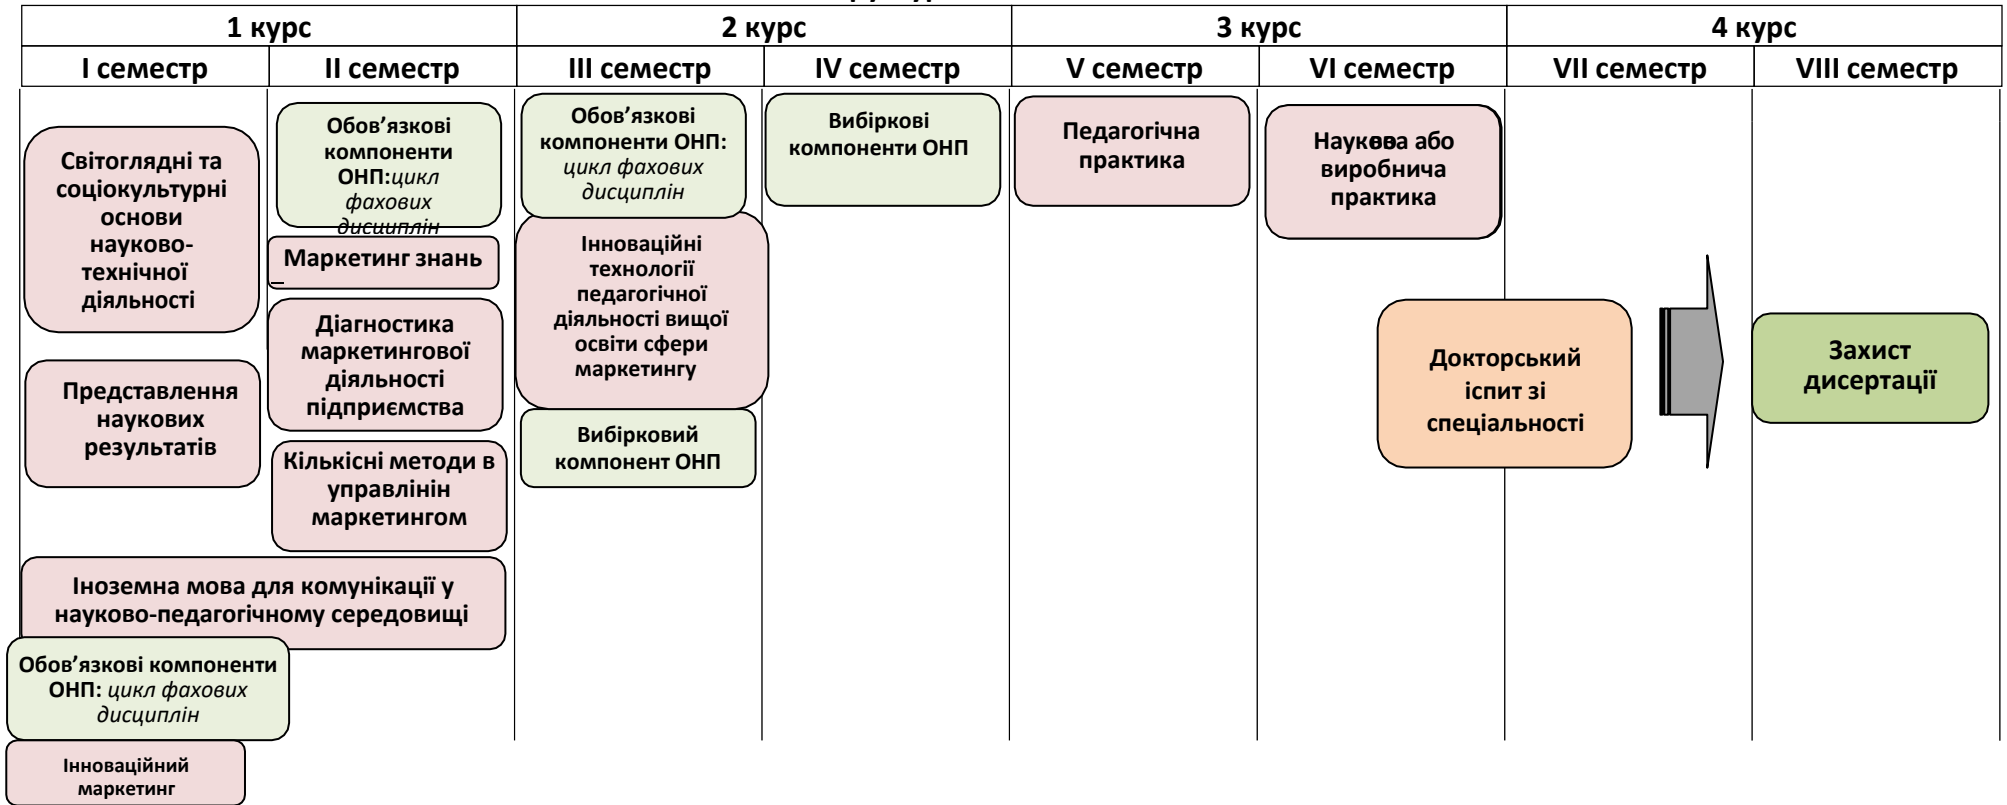 1 курс
2 курс
3 курс
4 курс
I семестр
II семестр
III семестр
IV семестр
V семестр
VI семестр
VII семестр
VIII семестр
Світоглядні та
соціокультурні
основи
науково-
технічної
діяльності
Представлення
наукових
результатів
Обов’язкові
компоненти
ОНП:цикл
фахових
дисциплін
Маркетинг знань
Діагностика
маркетингової
діяльності
підприємства
Кількісні методи в
управлінін
маркетингом
Іноземна мова для комунікації у
науково-педагогічному середовищі
Обов’язкові компоненти
ОНП: цикл фахових
дисциплін
Інноваційний
маркетинг
Обов’язкові
компоненти ОНП:
цикл фахових
дисциплін
Інноваційні
технології
педагогічної
діяльності вищої
освіти сфери
маркетингу
Вибірковий
компонент ОНП
Вибіркові
компоненти ОНП
Педагогічна
практика
Наукова або
виробнича
практика
Докторський
іспит зі
спеціальності
Захист
дисертації